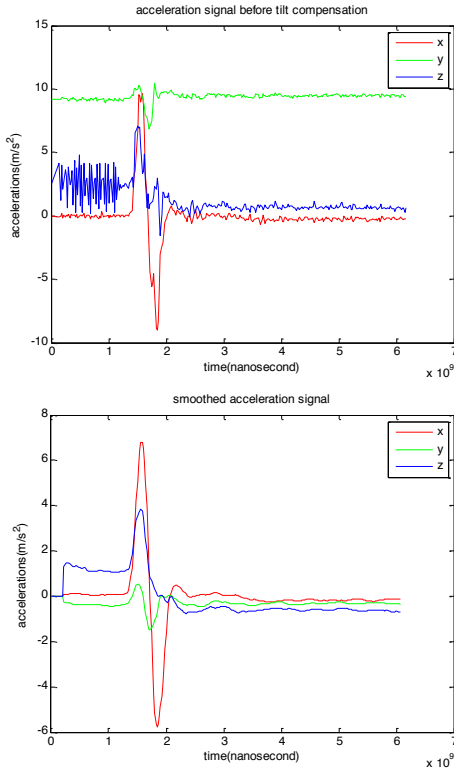 acceleration signal before tilt compensation
15
10
5
0
-5
-10
accelerations(m/s²)
x
y
z
0 1 2 3 4 5 6 7
x 10⁹
time(nanosecond)
smoothed acceleration signal
8
6
4
2
0
-2
-4
-6
accelerations(m/s²)
x
y
z
0 1 2 3 4 5 6 7
x 10⁹
time(nanosecond)